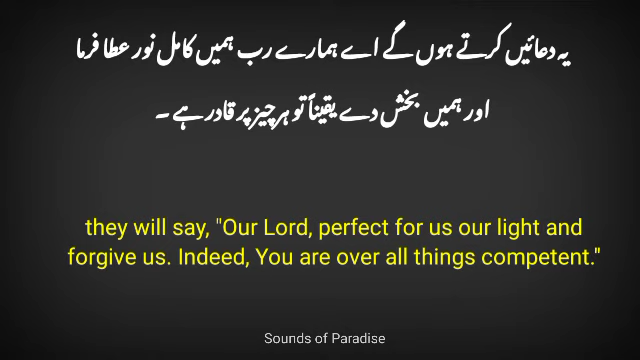 یہ دعائیں کرتے ہوں گے اے ہمارے رب ہمیں کامل نور عطا فرما
اور ہمیں بخش دے یقیناً تو ہر چیز پر قادر ہے ۔
they will say, "Our Lord, perfect for us our light and
forgive us. Indeed, You are over all things competent."
Sounds of Paradise